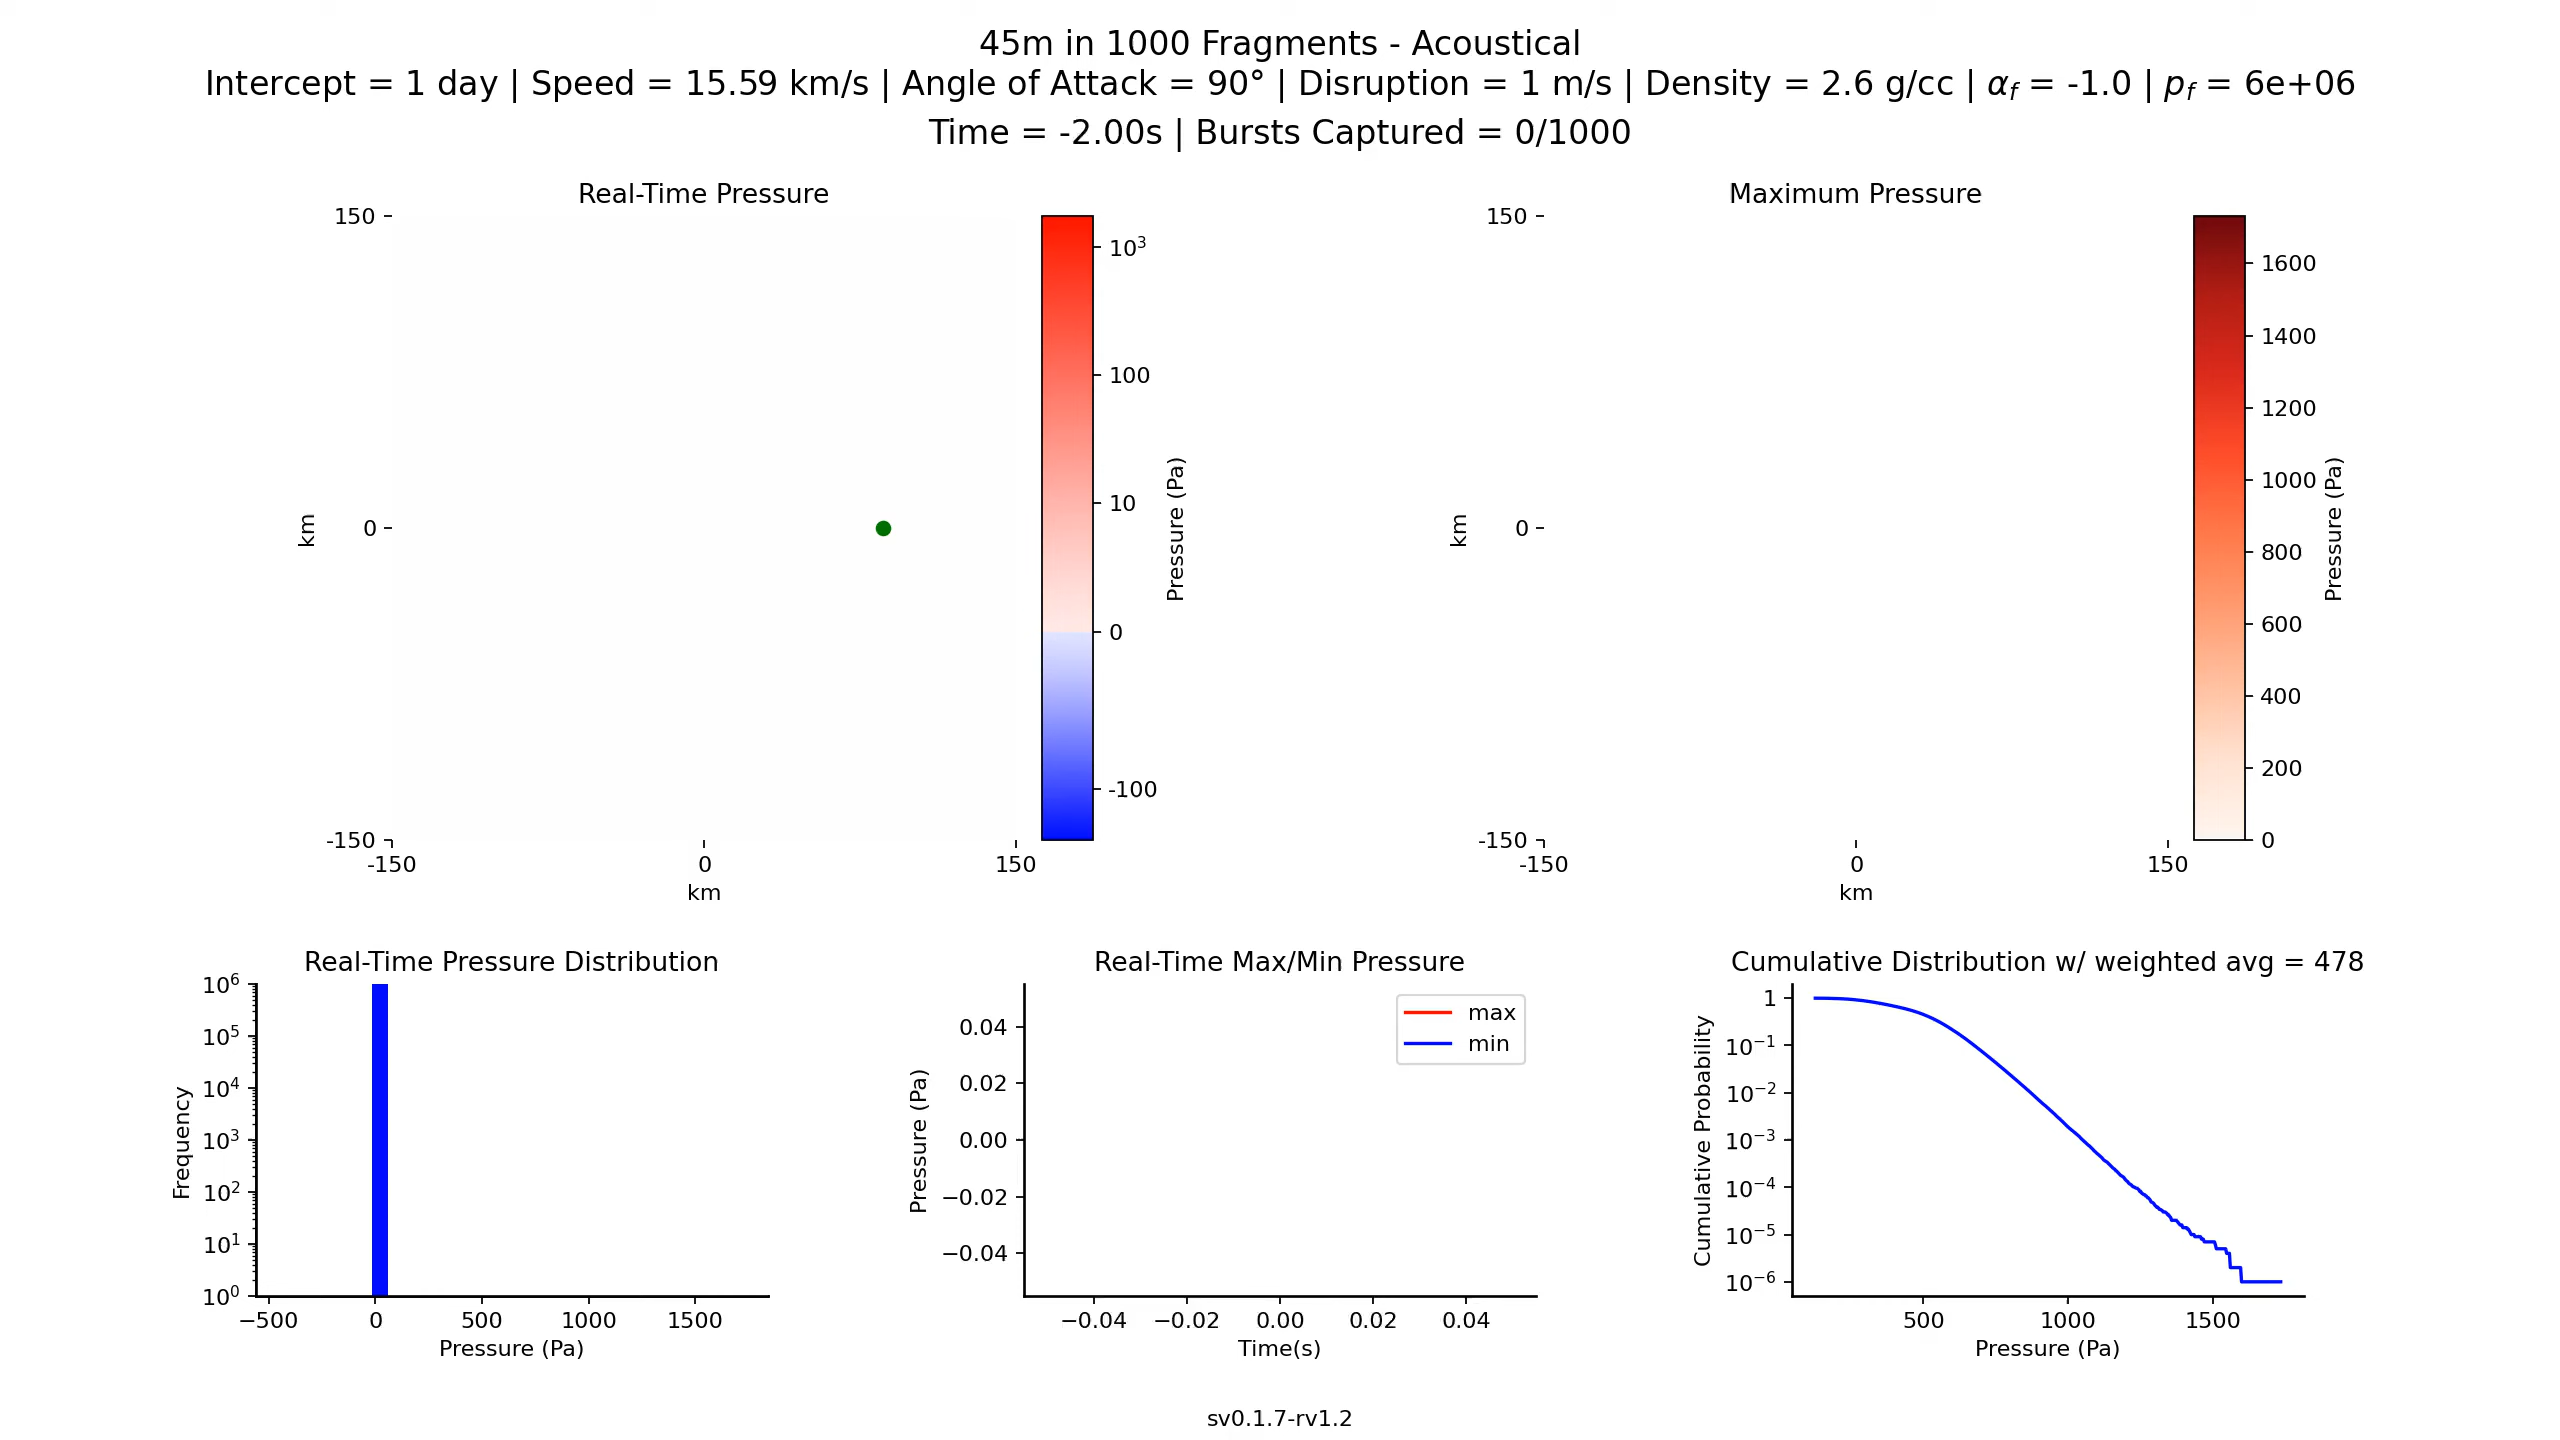 45m in 1000 Fragments - Acoustical
Intercept = 1 day | Speed = 15.59 km/s | Angle of Attack = 90° | Disruption = 1 m/s | Density = 2.6 g/cc | α_f = -1.0 | p_f = 6e+06
Time = -2.00s | Bursts Captured = 0/1000
Real-Time Pressure
150
0
-150
km
-150
0
150
km
10³
100
10
0
-100
Pressure (Pa)
Maximum Pressure
150
0
-150
km
-150
0
150
km
1600
1400
1200
1000
800
600
400
200
0
Pressure (Pa)
Real-Time Pressure Distribution
10⁶
10⁵
10⁴
10³
10²
10¹
10⁰
Frequency
−500
0
500
1000
1500
Pressure (Pa)
Real-Time Max/Min Pressure
max
min
0.04
0.02
0.00
−0.02
−0.04
Pressure (Pa)
−0.04
−0.02
0.00
0.02
0.04
Time(s)
Cumulative Distribution w/ weighted avg = 478
1
10⁻¹
10⁻²
10⁻³
10⁻⁴
10⁻⁵
10⁻⁶
Cumulative Probability
500
1000
1500
Pressure (Pa)
sv0.1.7-rv1.2